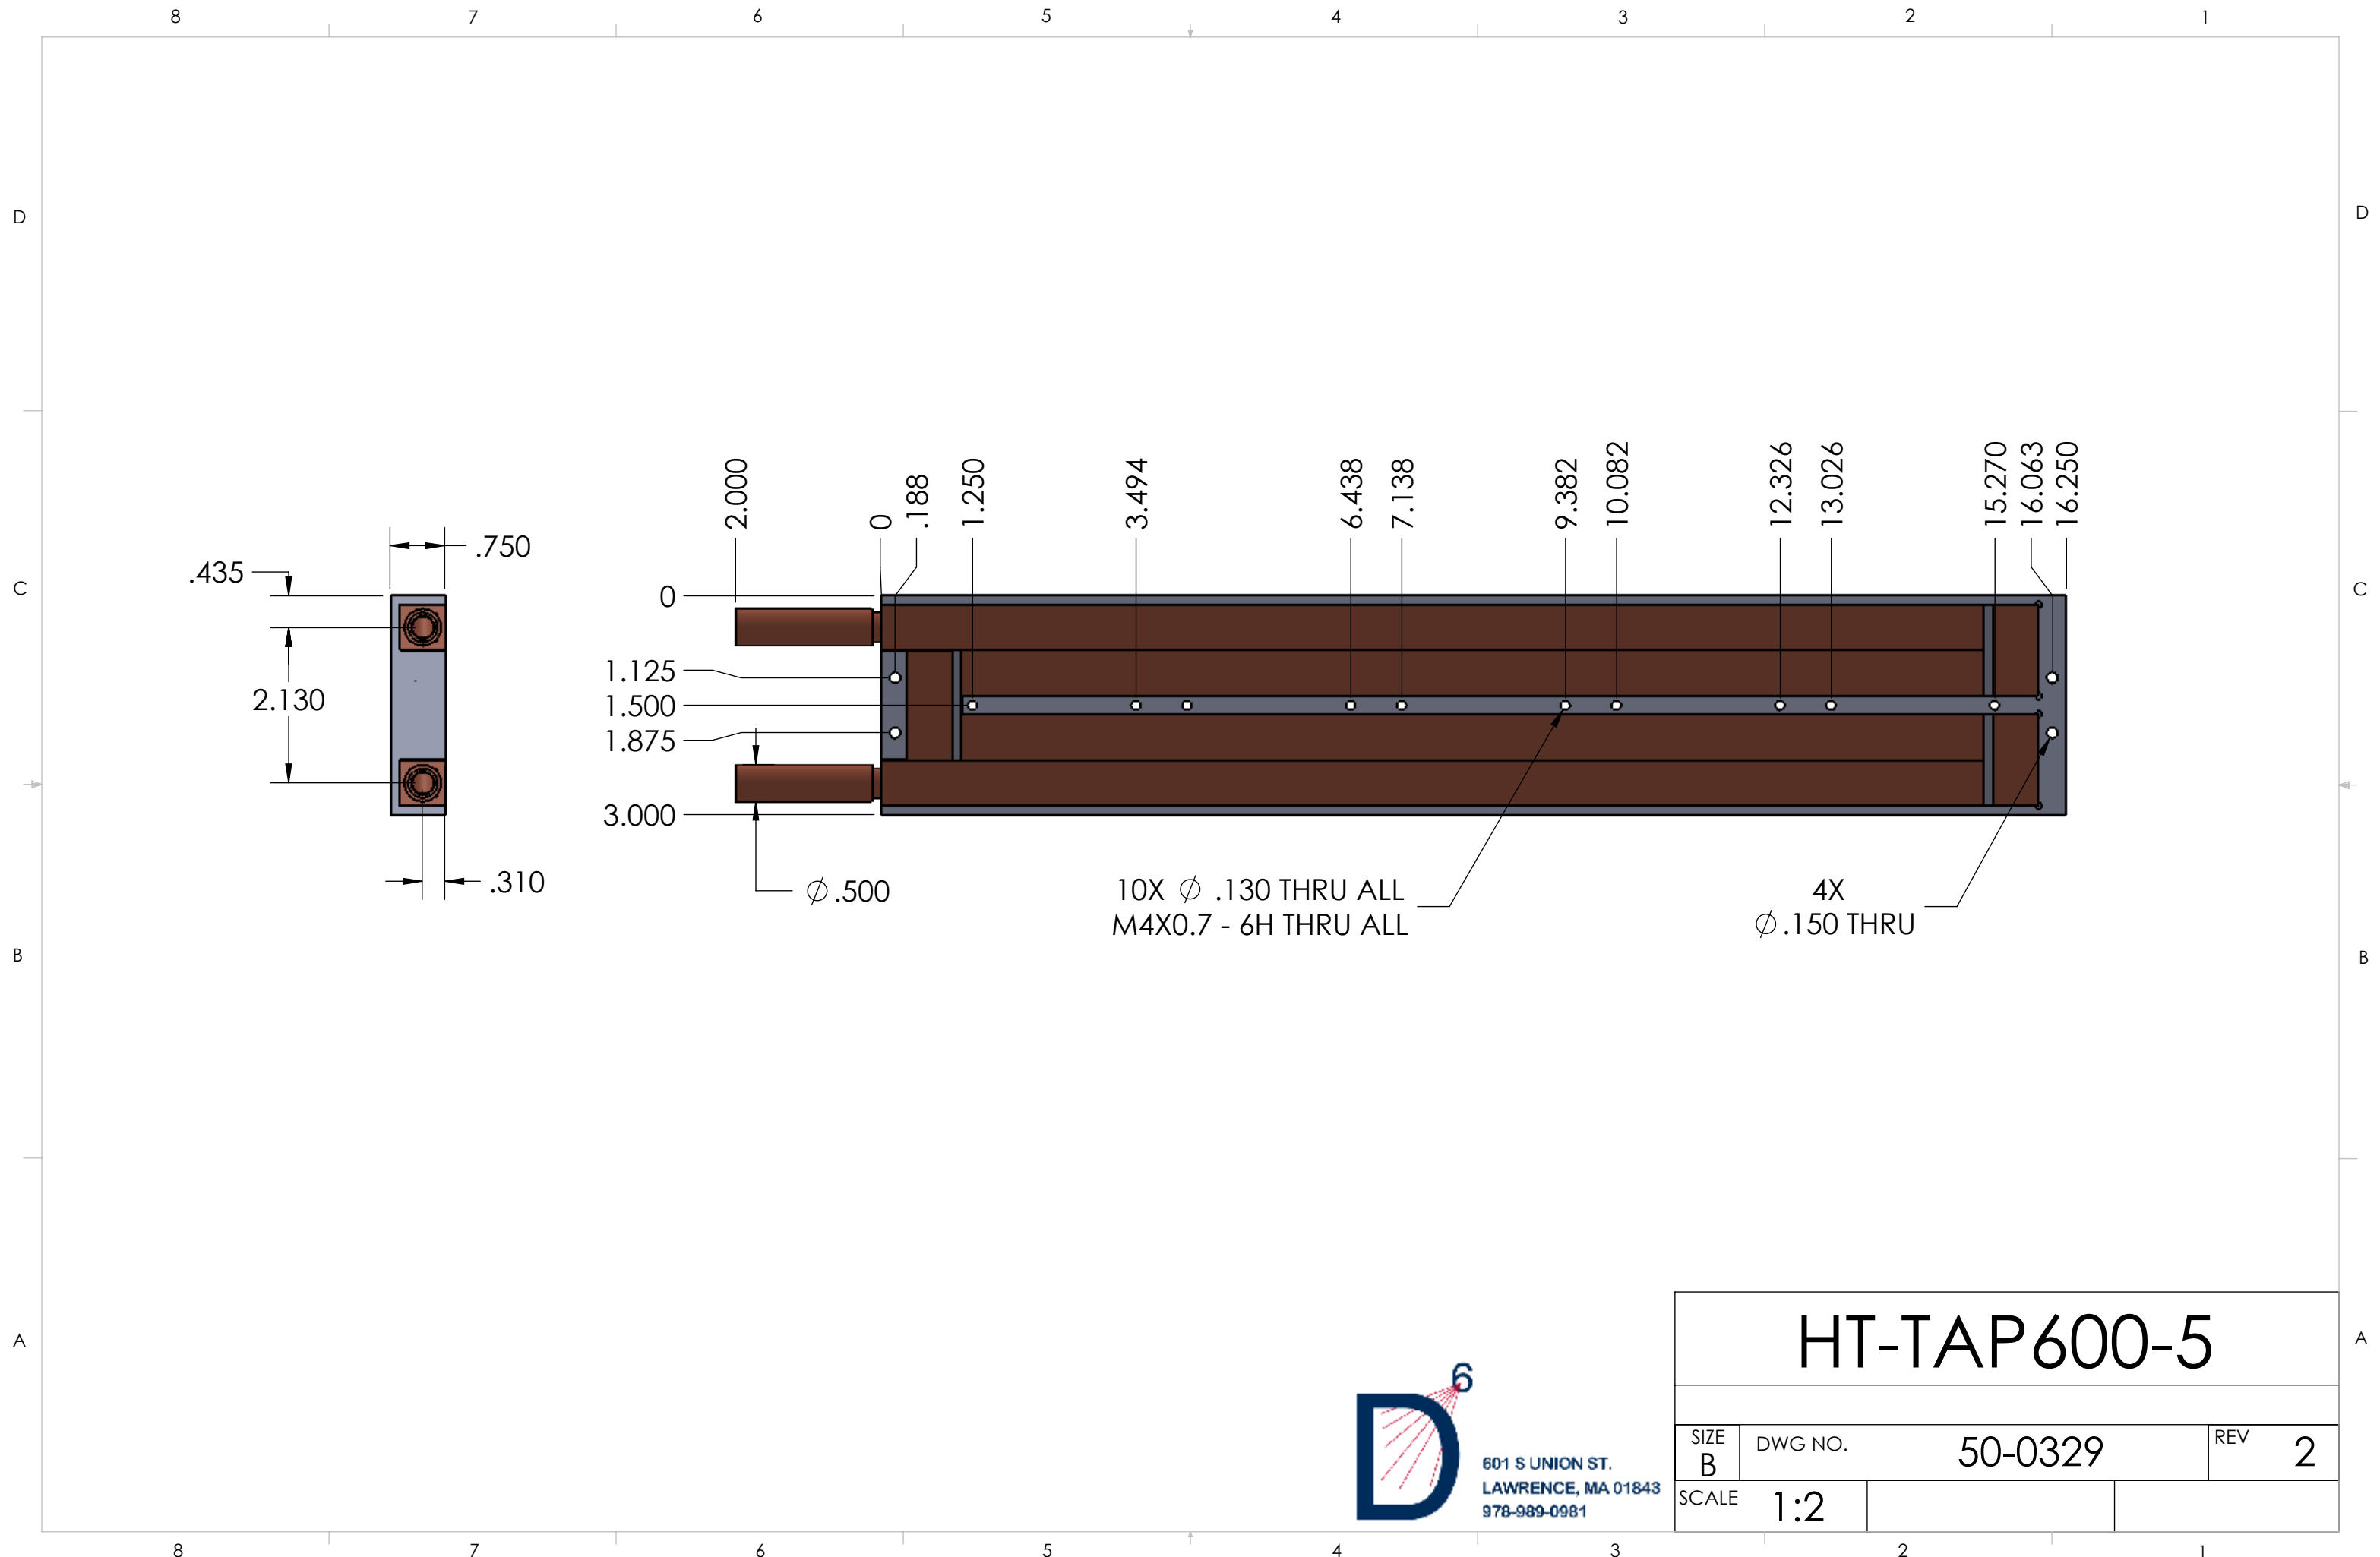 8 7 6 5 4 3 2 1
D D
2.000
0
.188
1.250
3.494
6.438
7.138
9.382
10.082
12.326
13.026
15.270
16.063
16.250
.750
.435
C C
0
1.125
2.130
1.500
1.875
3.000
.310
⌀.500
10X ⌀ .130 THRU ALL
M4X0.7 - 6H THRU ALL
4X
⌀.150 THRU
B B
HT-TAP600-5
A A
D6
601 S UNION ST.
LAWRENCE, MA 01843
978-989-0981
SIZE
B
DWG NO.
50-0329
REV
2
SCALE
1:2
8 7 6 5 4 3 2 1